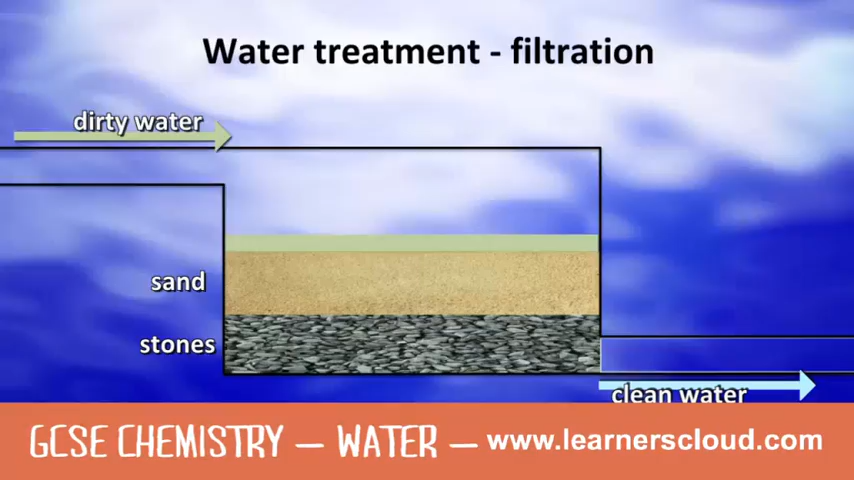 Water treatment - filtration
dirty water
sand
stones
clean water
GCSE CHEMISTRY – WATER – www.learnerscloud.com